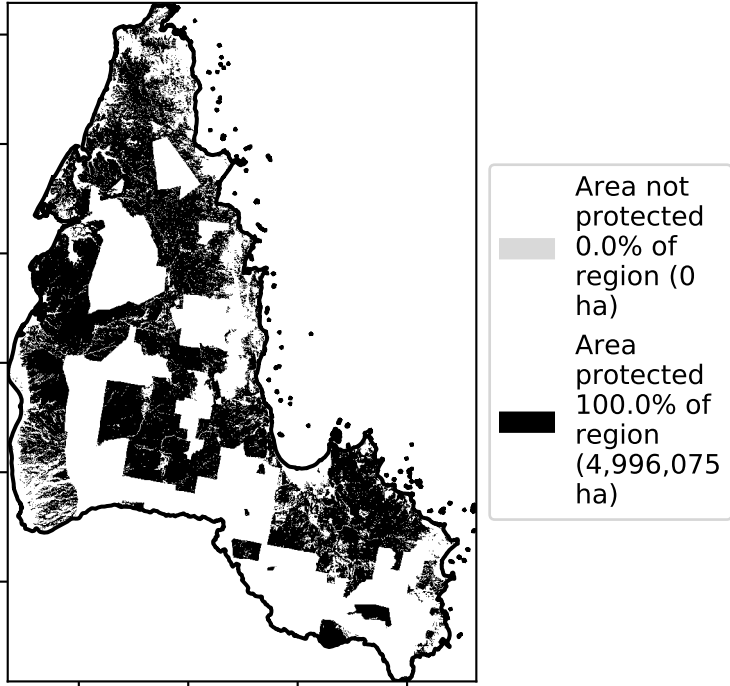 Area not
protected
0.0% of
region (0
ha)
Area
protected
100.0% of
region
(4,996,075
ha)